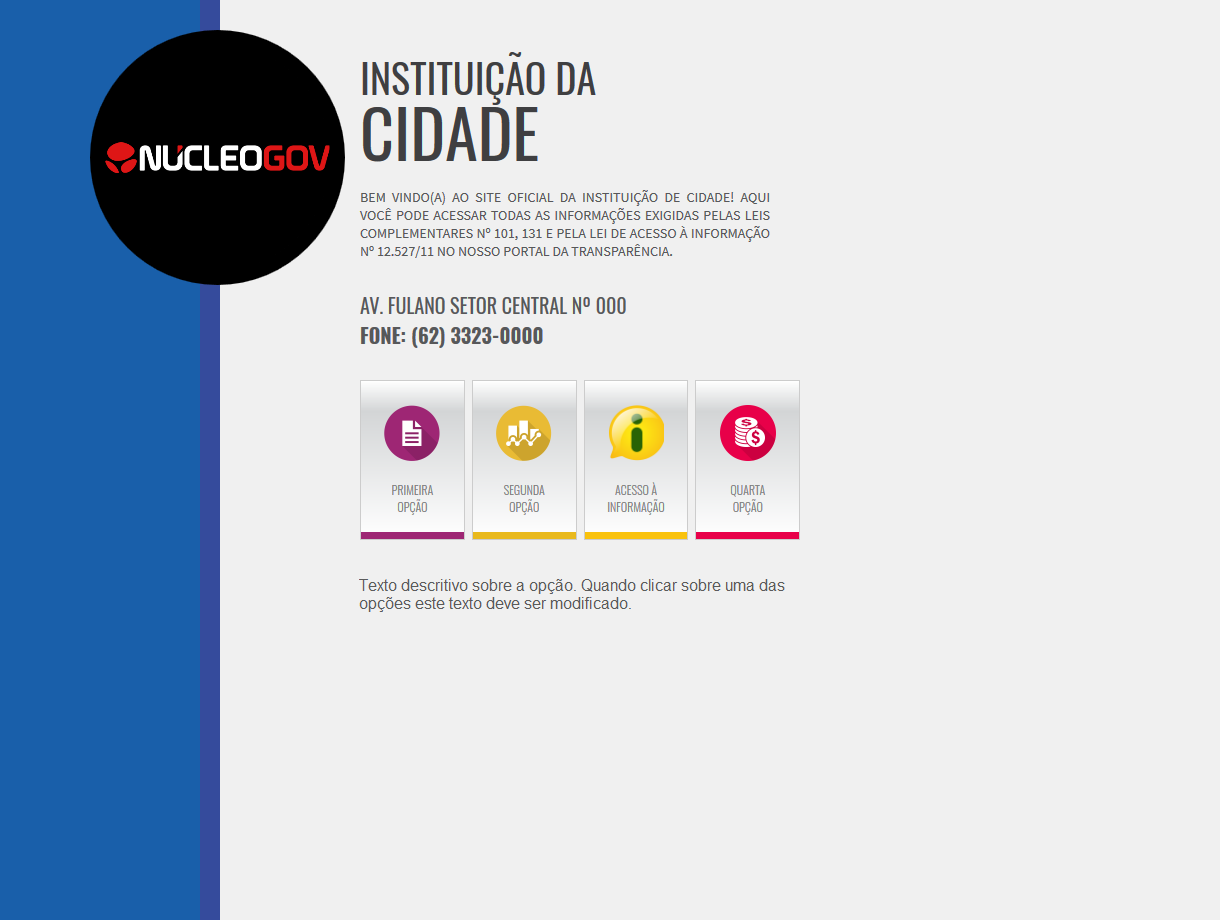 NÚCLEOGOV
INSTITUIÇÃO DA
CIDADE
BEM VINDO(A) AO SITE OFICIAL DA INSTITUIÇÃO DE CIDADE! AQUI
VOCÊ PODE ACESSAR TODAS AS INFORMAÇÕES EXIGIDAS PELAS LEIS
COMPLEMENTARES Nº 101, 131 E PELA LEI DE ACESSO À INFORMAÇÃO
Nº 12.527/11 NO NOSSO PORTAL DA TRANSPARÊNCIA.
AV. FULANO SETOR CENTRAL Nº 000
FONE: (62) 3323-0000
PRIMEIRA
OPÇÃO
SEGUNDA
OPÇÃO
ACESSO À
INFORMAÇÃO
QUARTA
OPÇÃO
Texto descritivo sobre a opção. Quando clicar sobre uma das
opções este texto deve ser modificado.